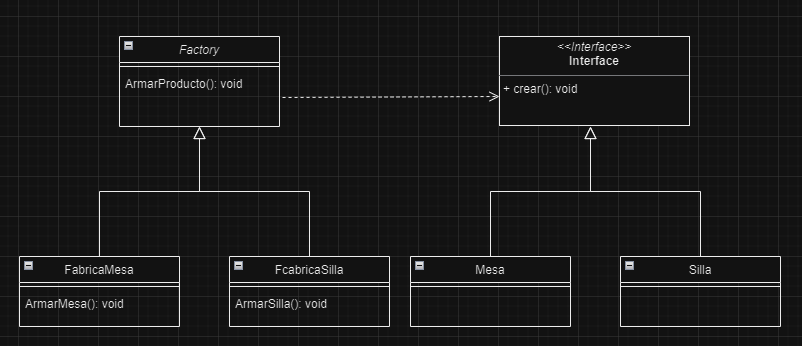 Factory
ArmarProducto(): void
<<Interface>>
Interface
+ crear(): void
FabricaMesa
ArmarMesa(): void
FcabricaSilla
ArmarSilla(): void
Mesa
Silla